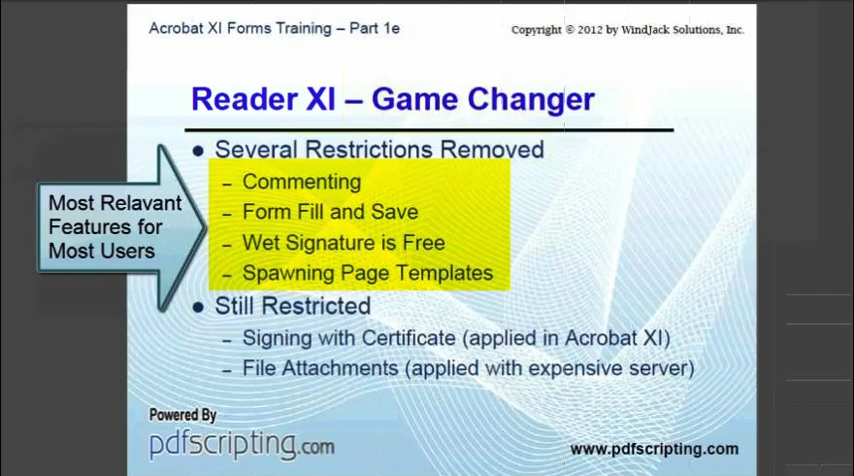 Acrobat XI Forms Training – Part 1e
Copyright © 2012 by WindJack Solutions, Inc.
Reader XI – Game Changer
● Several Restrictions Removed
– Commenting
– Form Fill and Save
– Wet Signature is Free
– Spawning Page Templates
Most Relavant
Features for
Most Users
● Still Restricted
– Signing with Certificate (applied in Acrobat XI)
– File Attachments (applied with expensive server)
Powered By
pdfscripting.com
www.pdfscripting.com